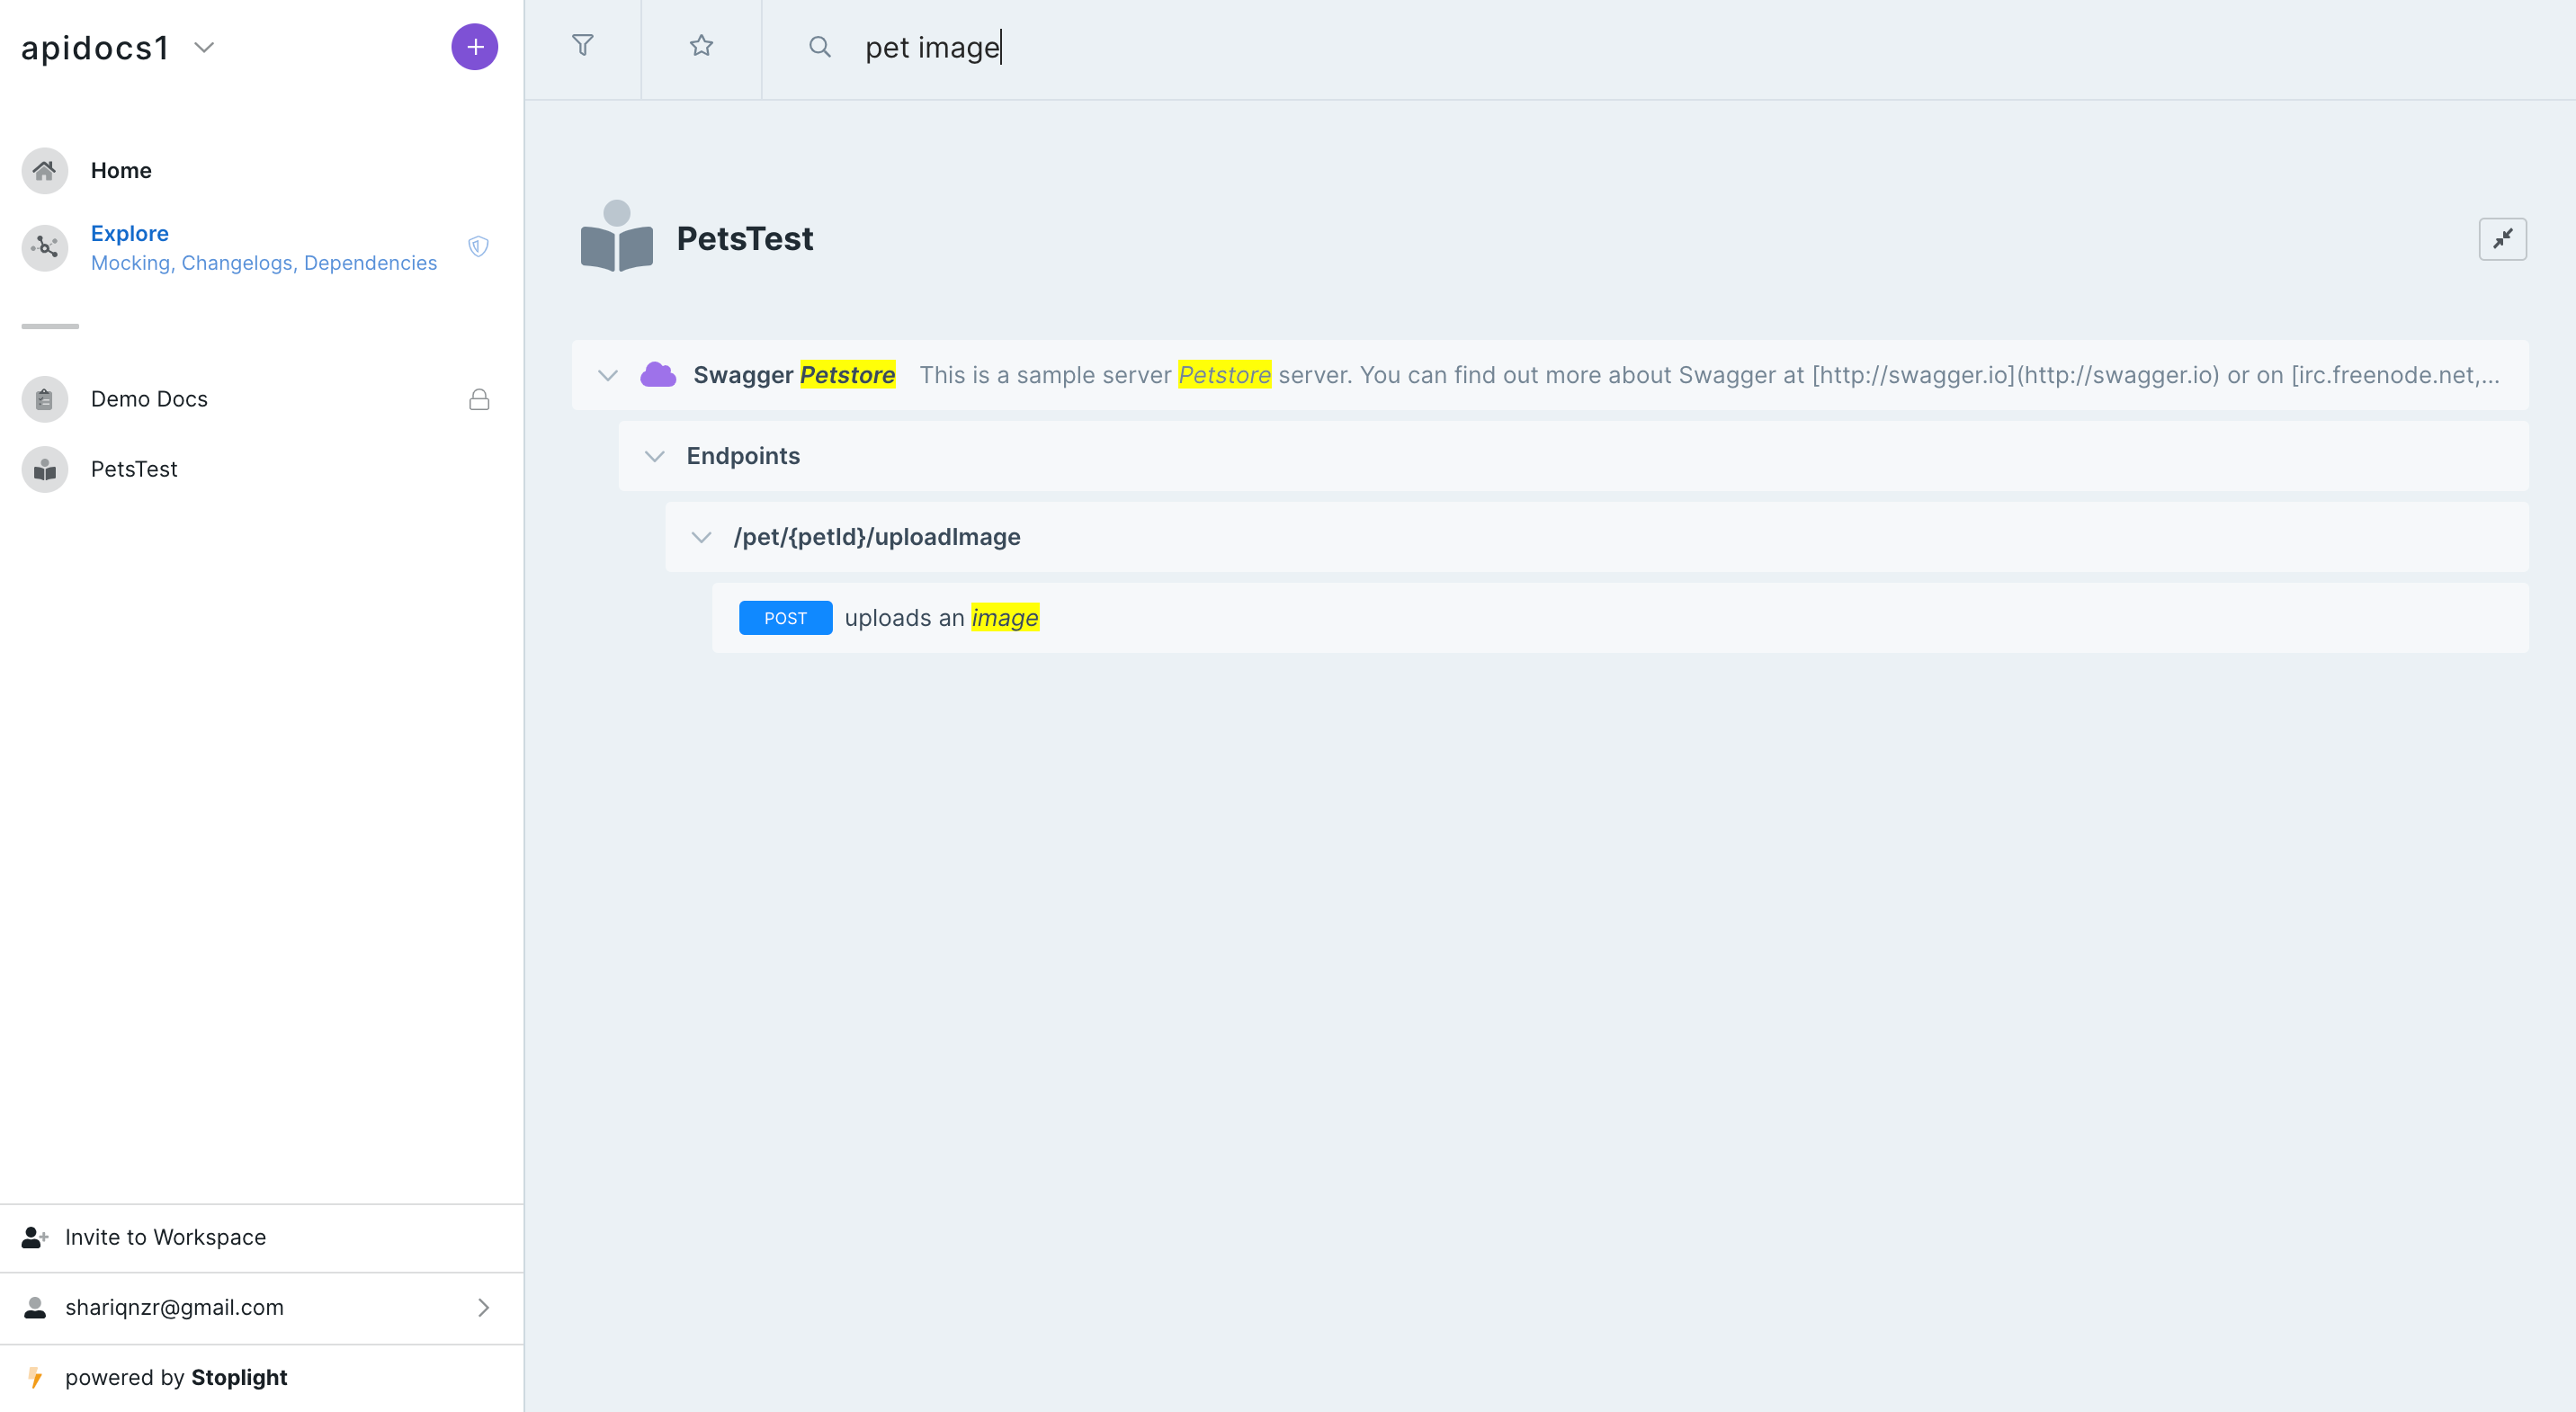 apidocs1
Home
Explore
Mocking, Changelogs, Dependencies
Demo Docs
PetsTest
Invite to Workspace
shariqnzr@gmail.com
powered by Stoplight
pet image
PetsTest
Swagger Petstore This is a sample server Petstore server. You can find out more about Swagger at [http://swagger.io](http://swagger.io) or on [irc.freenode.net,...
Endpoints
/pet/{petId}/uploadImage
POST uploads an image